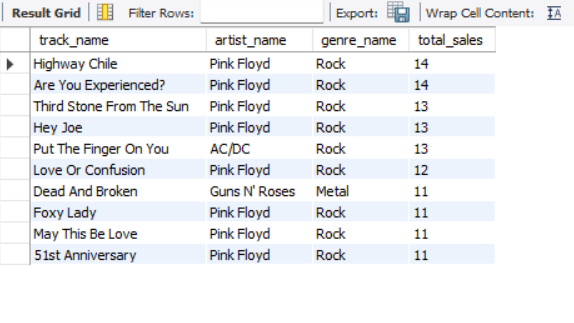 Result Grid Filter Rows: Export: Wrap Cell Content: IA
track_name artist_name genre_name total_sales
Highway Chile Pink Floyd Rock 14
Are You Experienced? Pink Floyd Rock 14
Third Stone From The Sun Pink Floyd Rock 13
Hey Joe Pink Floyd Rock 13
Put The Finger On You AC/DC Rock 13
Love Or Confusion Pink Floyd Rock 12
Dead And Broken Guns N' Roses Metal 11
Foxy Lady Pink Floyd Rock 11
May This Be Love Pink Floyd Rock 11
51st Anniversary Pink Floyd Rock 11